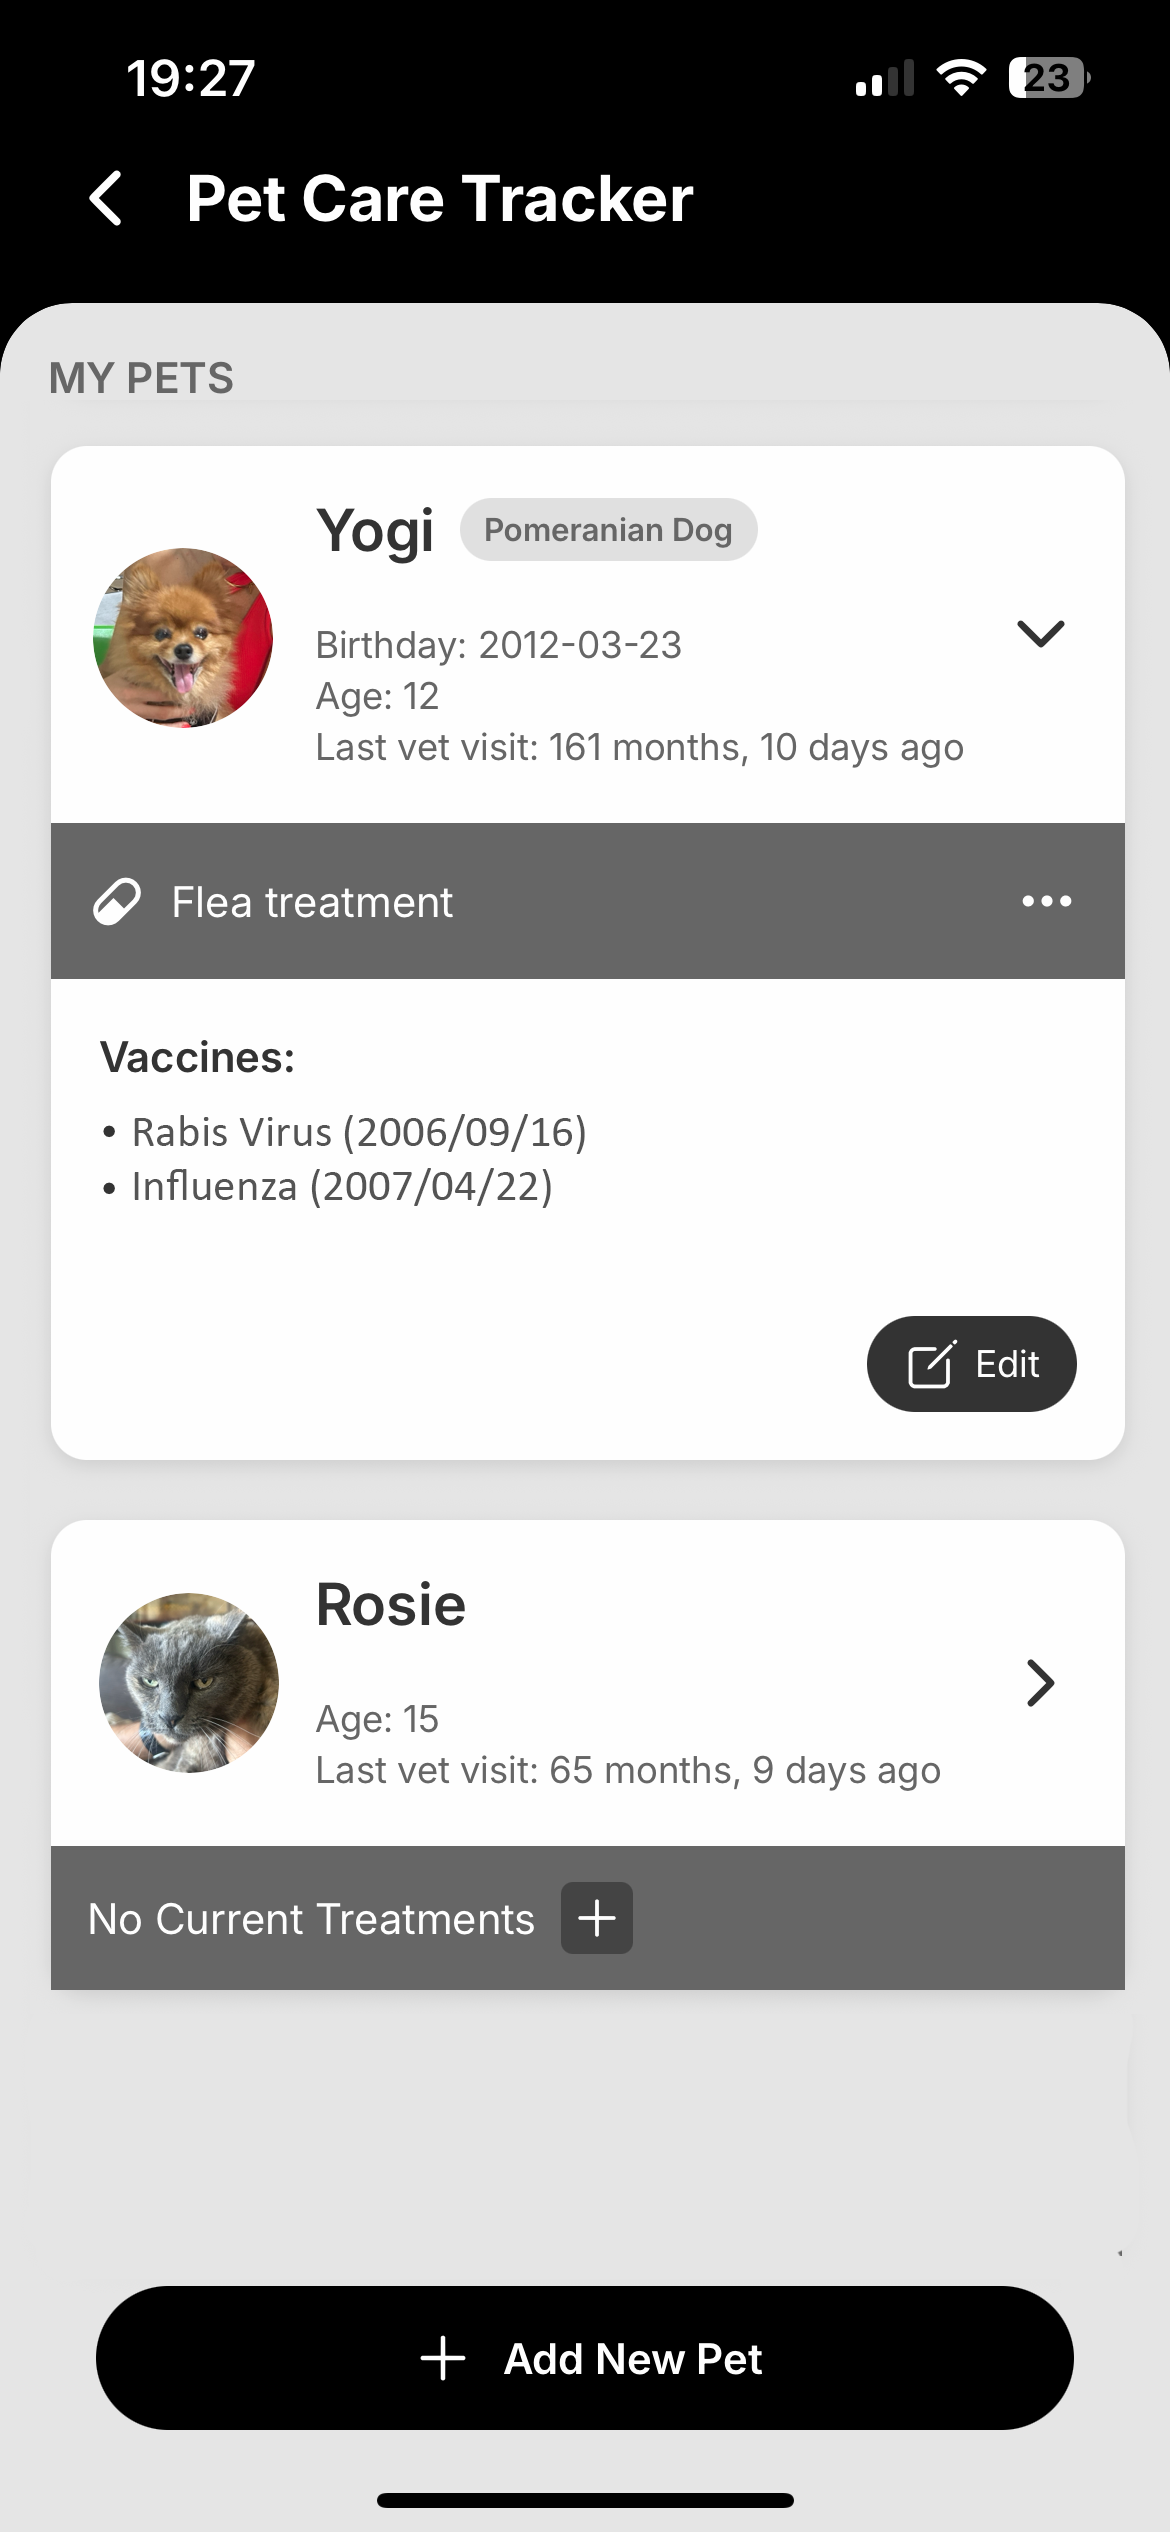 19:27
23
Pet Care Tracker
MY PETS
Yogi
Pomeranian Dog
Birthday: 2012-03-23
Age: 12
Last vet visit: 161 months, 10 days ago
Flea treatment
Vaccines:
• Rabis Virus (2006/09/16)
• Influenza (2007/04/22)
Edit
Rosie
Age: 15
Last vet visit: 65 months, 9 days ago
No Current Treatments
Add New Pet